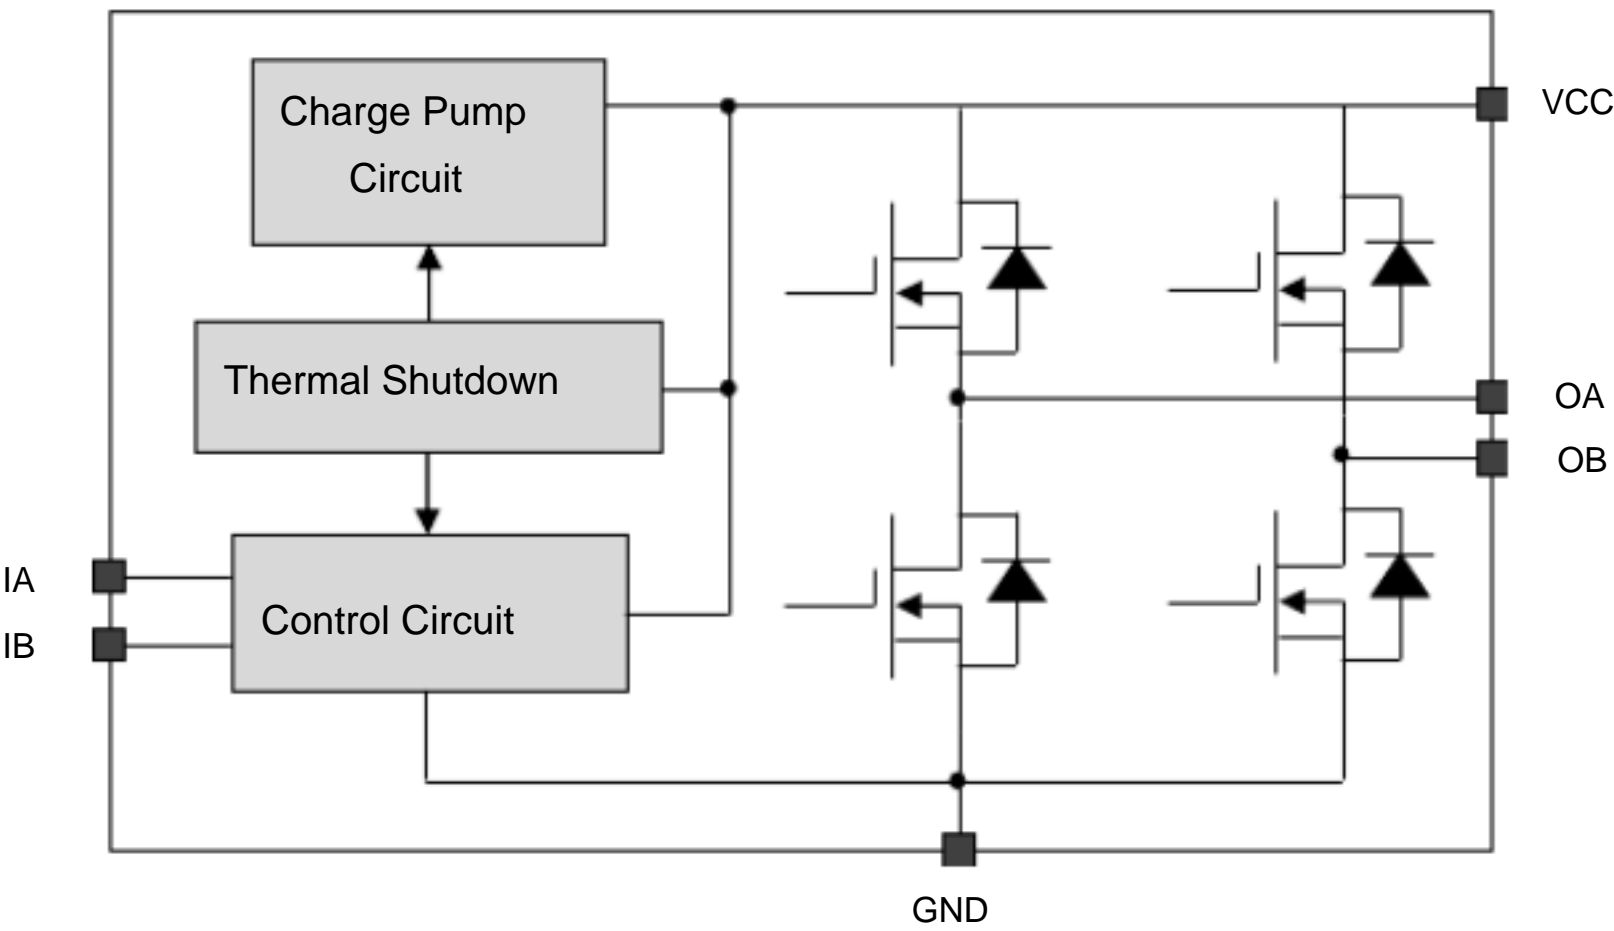 Charge Pump
Circuit
VCC
Thermal Shutdown
OA
OB
IA
Control Circuit
IB
GND